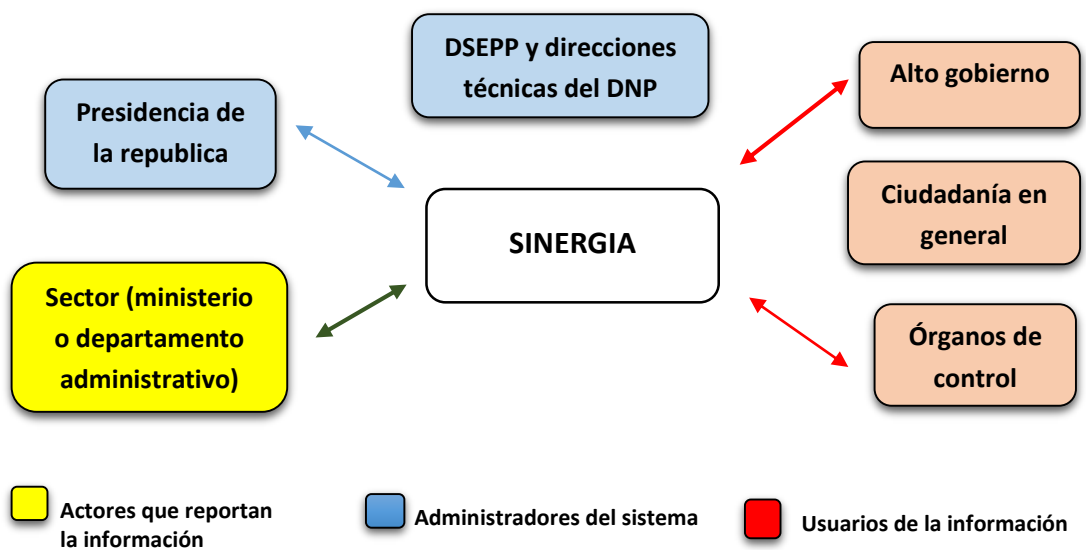 DSEPP y direcciones
técnicas del DNP
Alto gobierno
Presidencia de
la republica
Ciudadanía en
general
SINERGIA
Sector (ministerio
o departamento
administrativo)
Órganos de
control
Actores que reportan
la información
Administradores del sistema
Usuarios de la información